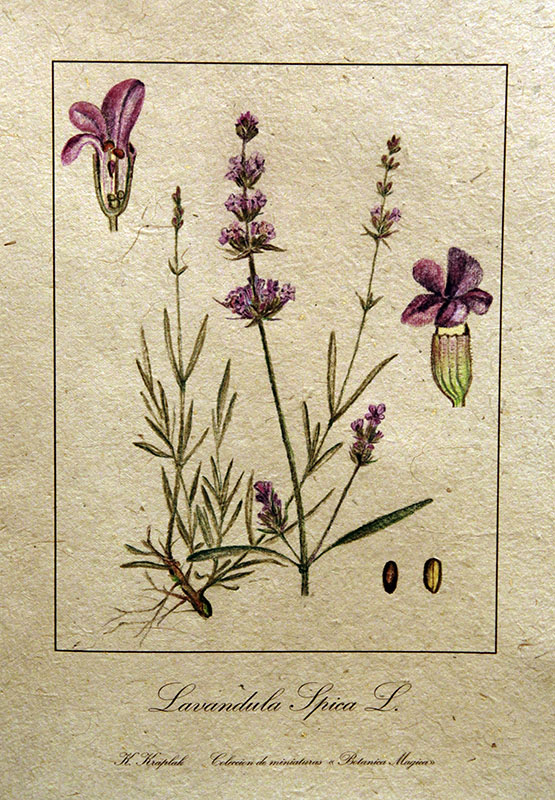 Lavandula Spica L.
K. Kraplak Coleccion de miniaturas « Botanica Magica»